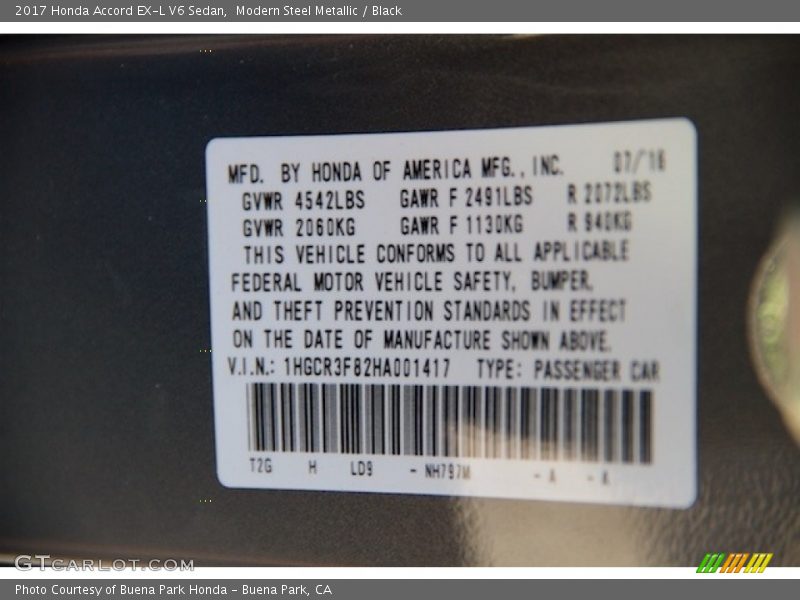 2017 Honda Accord EX-L V6 Sedan,  Modern Steel Metallic / Black
MFD. BY HONDA OF AMERICA MFG., INC. 07/16
GVWR 4542LBS GAWR F 2491LBS R 2072LBS
GVWR 2060KG GAWR F 1130KG R 940KG
THIS VEHICLE CONFORMS TO ALL APPLICABLE
FEDERAL MOTOR VEHICLE SAFETY, BUMPER,
AND THEFT PREVENTION STANDARDS IN EFFECT
ON THE DATE OF MANUFACTURE SHOWN ABOVE.
V.I.N.: 1HGCR3F82HA001417 TYPE: PASSENGER CAR
T2G H LD9 - NH797M - A - A
GTCARLOT.COM
Photo Courtesy of Buena Park Honda - Buena Park, CA